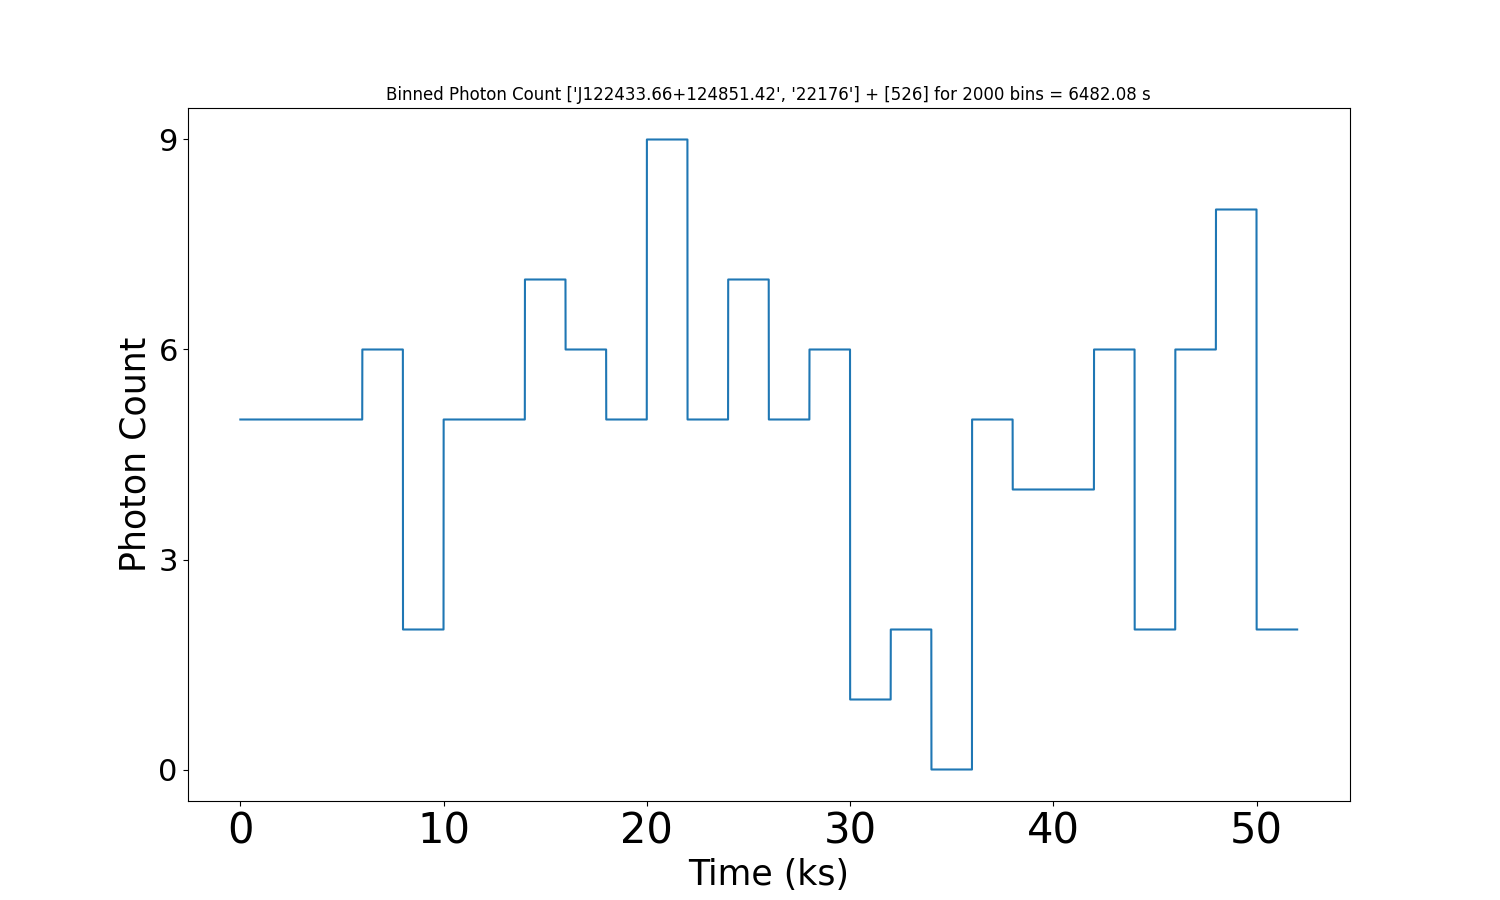 Binned Photon Count ['J122433.66+124851.42', '22176'] + [526] for 2000 bins = 6482.08 s
9
6
3
0
Photon Count
0 10 20 30 40 50
Time (ks)